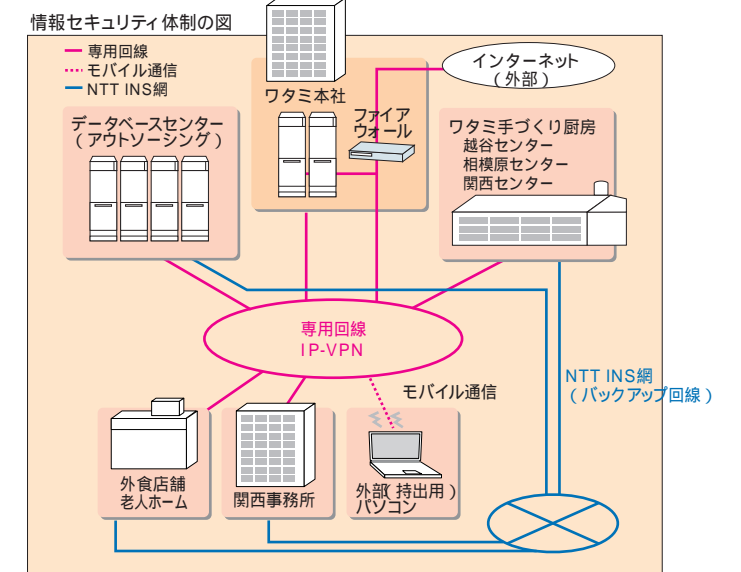 情報セキュリティ体制の図
専用回線
モバイル通信
NTT INS網
インターネット
(外部)
ワタミ本社
ファイア
ウォール
データベースセンター
(アウトソーシング)
ワタミ手づくり厨房
越谷センター
相模原センター
関西センター
専用回線
IP-VPN
モバイル通信
NTT INS網
(バックアップ回線)
外食店舗
老人ホーム
関西事務所
外部(持出用)
パソコン